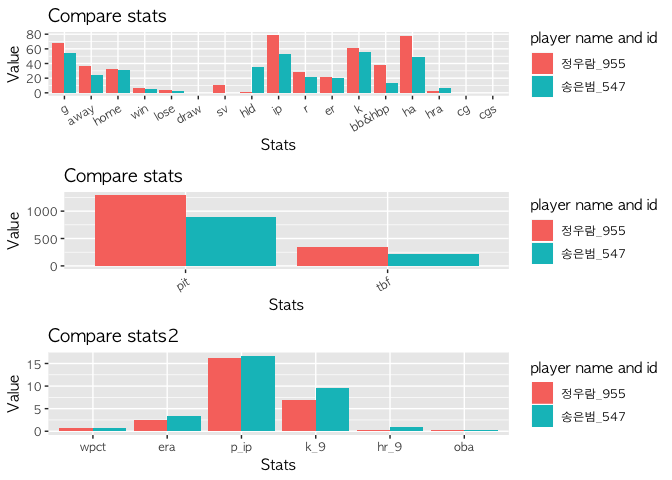 Compare stats
80
60
40
20
0
Value
g
away
home
win
lose
draw
sv
hld
ip
r
er
k
bb&hbp
ha
hra
cg
cgs
Stats
player name and id
정우람_955
송은범_547
Compare stats
1000
500
0
Value
pit
tbf
Stats
player name and id
정우람_955
송은범_547
Compare stats2
15
10
5
0
Value
wpct
era
p_ip
k_9
hr_9
oba
Stats
player name and id
정우람_955
송은범_547